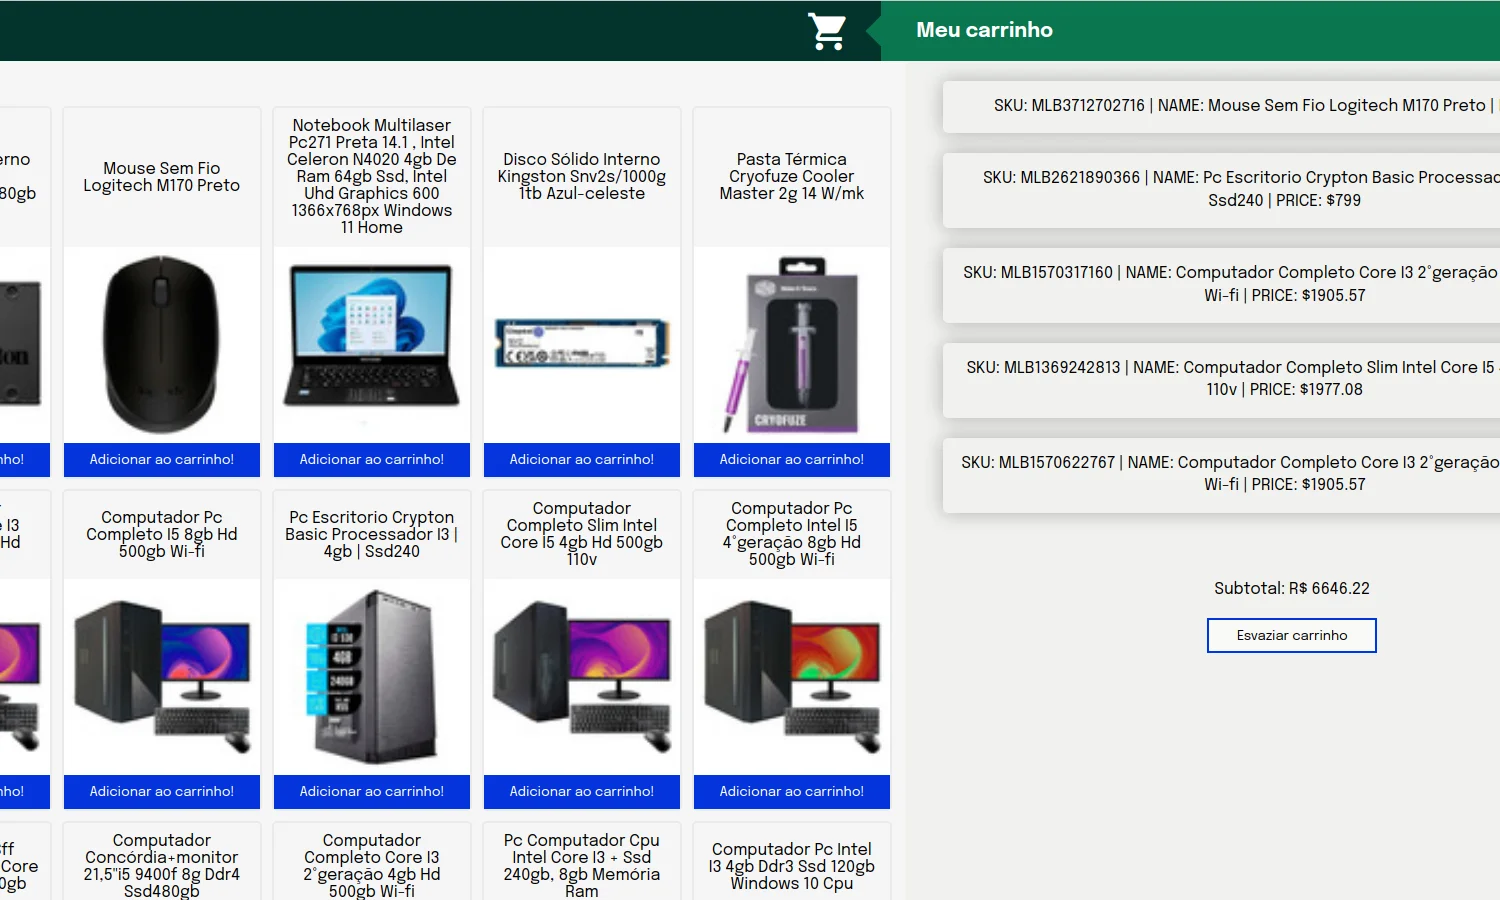 Meu carrinho
erno
80gb
Mouse Sem Fio
Logitech M170 Preto
Notebook Multilaser
Pc271 Preta 14.1 , Intel
Celeron N4020 4gb De
Ram 64gb Ssd, Intel
Uhd Graphics 600
1366x768px Windows
11 Home
Disco Sólido Interno
Kingston Snv2s/1000g
1tb Azul-celeste
Pasta Térmica
Cryofuze Cooler
Master 2g 14 W/mk
CRYOFUZE
nho!
Adicionar ao carrinho!
Adicionar ao carrinho!
Adicionar ao carrinho!
Adicionar ao carrinho!
e I3
Hd
Computador Pc
Completo I5 8gb Hd
500gb Wi-fi
Pc Escritorio Crypton
Basic Processador I3 |
4gb | Ssd240
Computador
Completo Slim Intel
Core I5 4gb Hd 500gb
110v
Computador Pc
Completo Intel I5
4°geração 8gb Hd
500gb Wi-fi
4GB
240GB
nho!
Adicionar ao carrinho!
Adicionar ao carrinho!
Adicionar ao carrinho!
Adicionar ao carrinho!
ff
Core
0gb
Computador
Concórdia+monitor
21,5"i5 9400f 8g Ddr4
Ssd480gb
Computador
Completo Core I3
2°geração 4gb Hd
500gb Wi-fi
Pc Computador Cpu
Intel Core I3 + Ssd
240gb, 8gb Memória
Ram
Computador Pc Intel
I3 4gb Ddr3 Ssd 120gb
Windows 10 Cpu
SKU: MLB3712702716 | NAME: Mouse Sem Fio Logitech M170 Preto |
SKU: MLB2621890366 | NAME: Pc Escritorio Crypton Basic Processad
Ssd240 | PRICE: $799
SKU: MLB1570317160 | NAME: Computador Completo Core I3 2°geração
Wi-fi | PRICE: $1905.57
SKU: MLB1369242813 | NAME: Computador Completo Slim Intel Core I5
110v | PRICE: $1977.08
SKU: MLB1570622767 | NAME: Computador Completo Core I3 2°geração
Wi-fi | PRICE: $1905.57
Subtotal: R$ 6646.22
Esvaziar carrinho